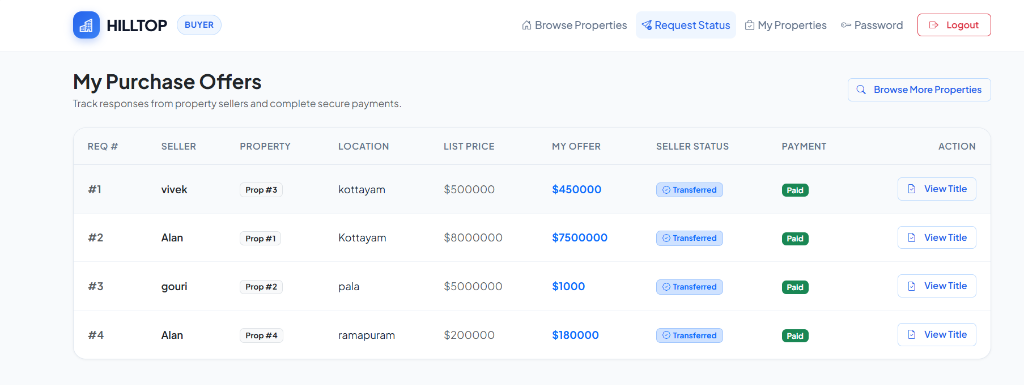 HILLTOP BUYER Browse Properties Request Status My Properties Password Logout
My Purchase Offers
Track responses from property sellers and complete secure payments.
Browse More Properties
REQ # SELLER PROPERTY LOCATION LIST PRICE MY OFFER SELLER STATUS PAYMENT ACTION
#1 vivek Prop #3 kottayam $500000 $450000 Transferred Paid View Title
#2 Alan Prop #1 Kottayam $8000000 $7500000 Transferred Paid View Title
#3 gouri Prop #2 pala $5000000 $1000 Transferred Paid View Title
#4 Alan Prop #4 ramapuram $200000 $180000 Transferred Paid View Title